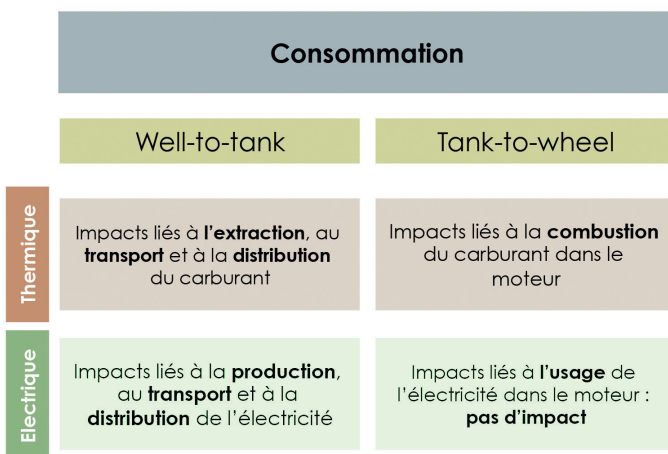 Consommation
Well-to-tank
Tank-to-wheel
Thermique
Impacts liés à l'extraction, au
transport et à la distribution
du carburant
Impacts liés à la combustion
du carburant dans le
moteur
Electrique
Impacts liés à la production,
au transport et à la
distribution de l'électricité
Impacts liés à l'usage de
l'électricité dans le moteur :
pas d'impact